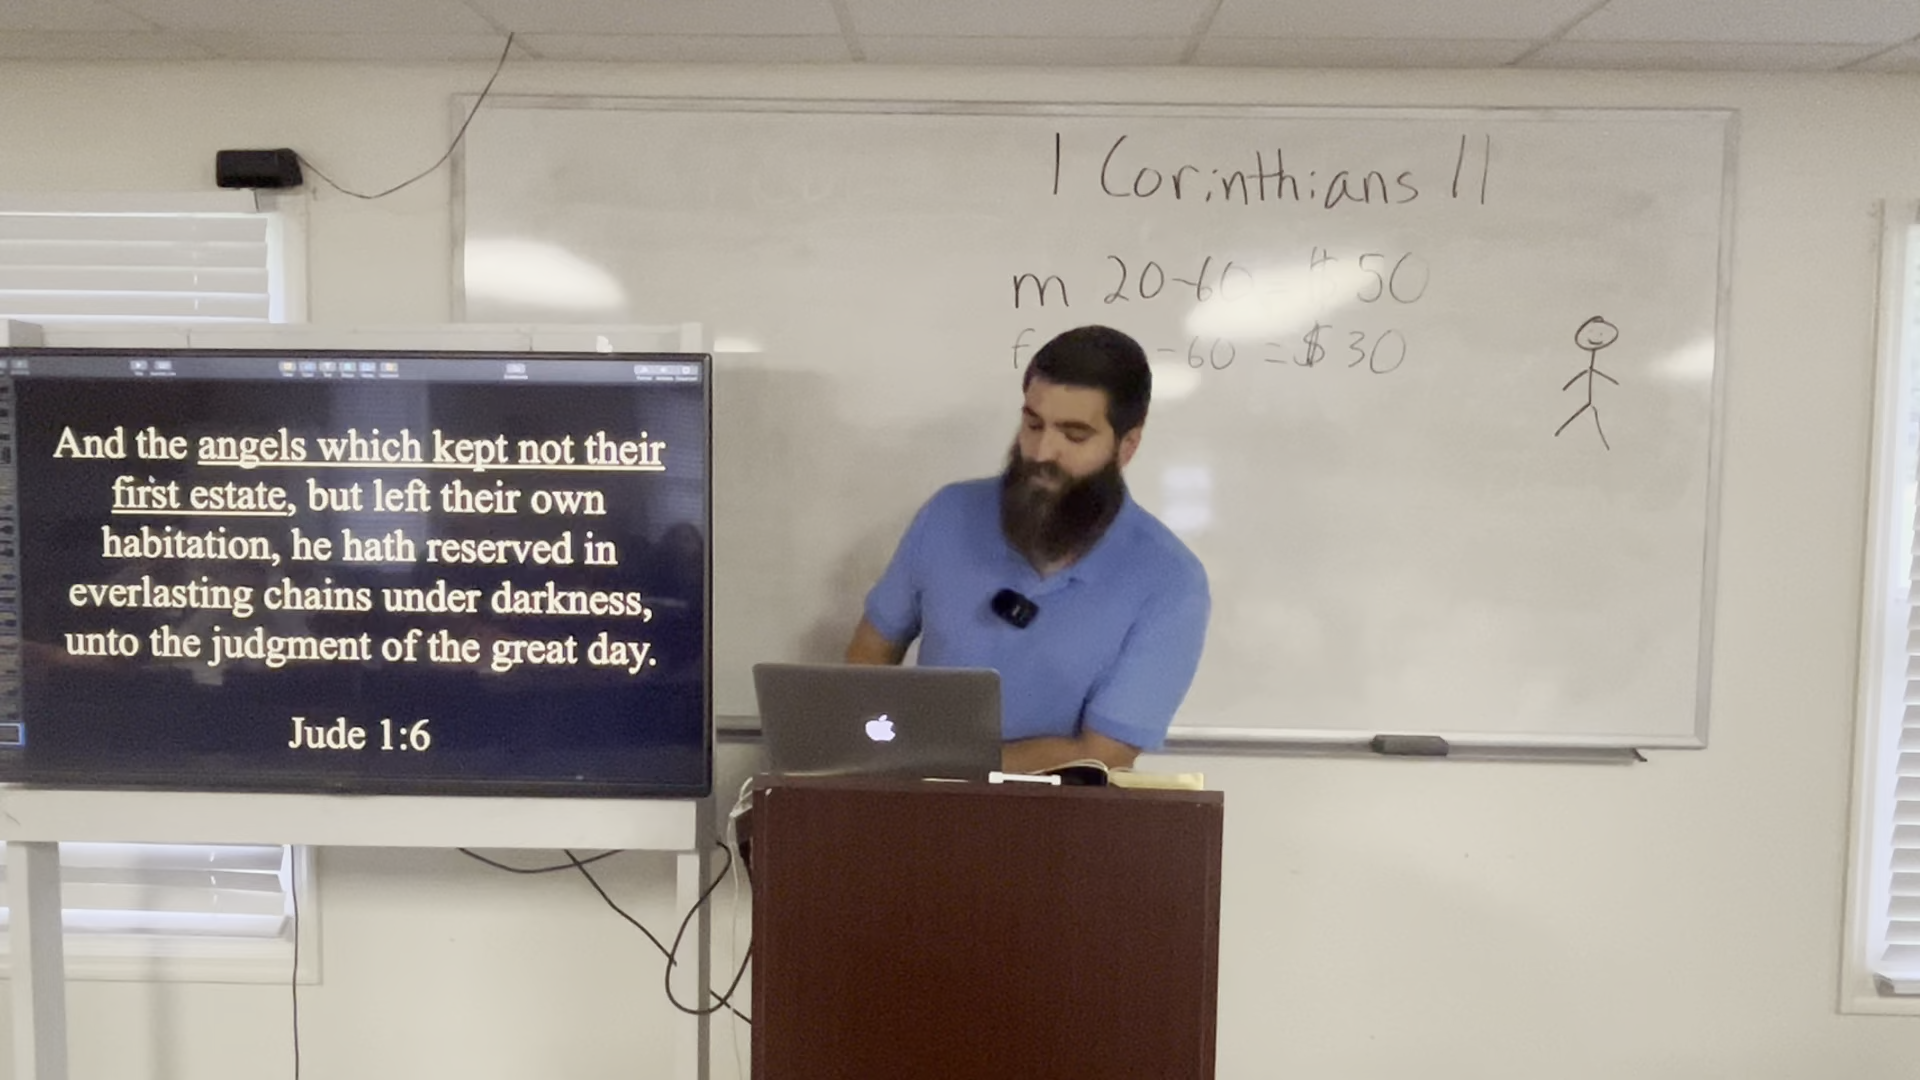 1 Corinthians 11
m 20-60 = $50
f -60 = $30
And the angels which kept not their
first estate, but left their own
habitation, he hath reserved in
everlasting chains under darkness,
unto the judgment of the great day.
Jude 1:6